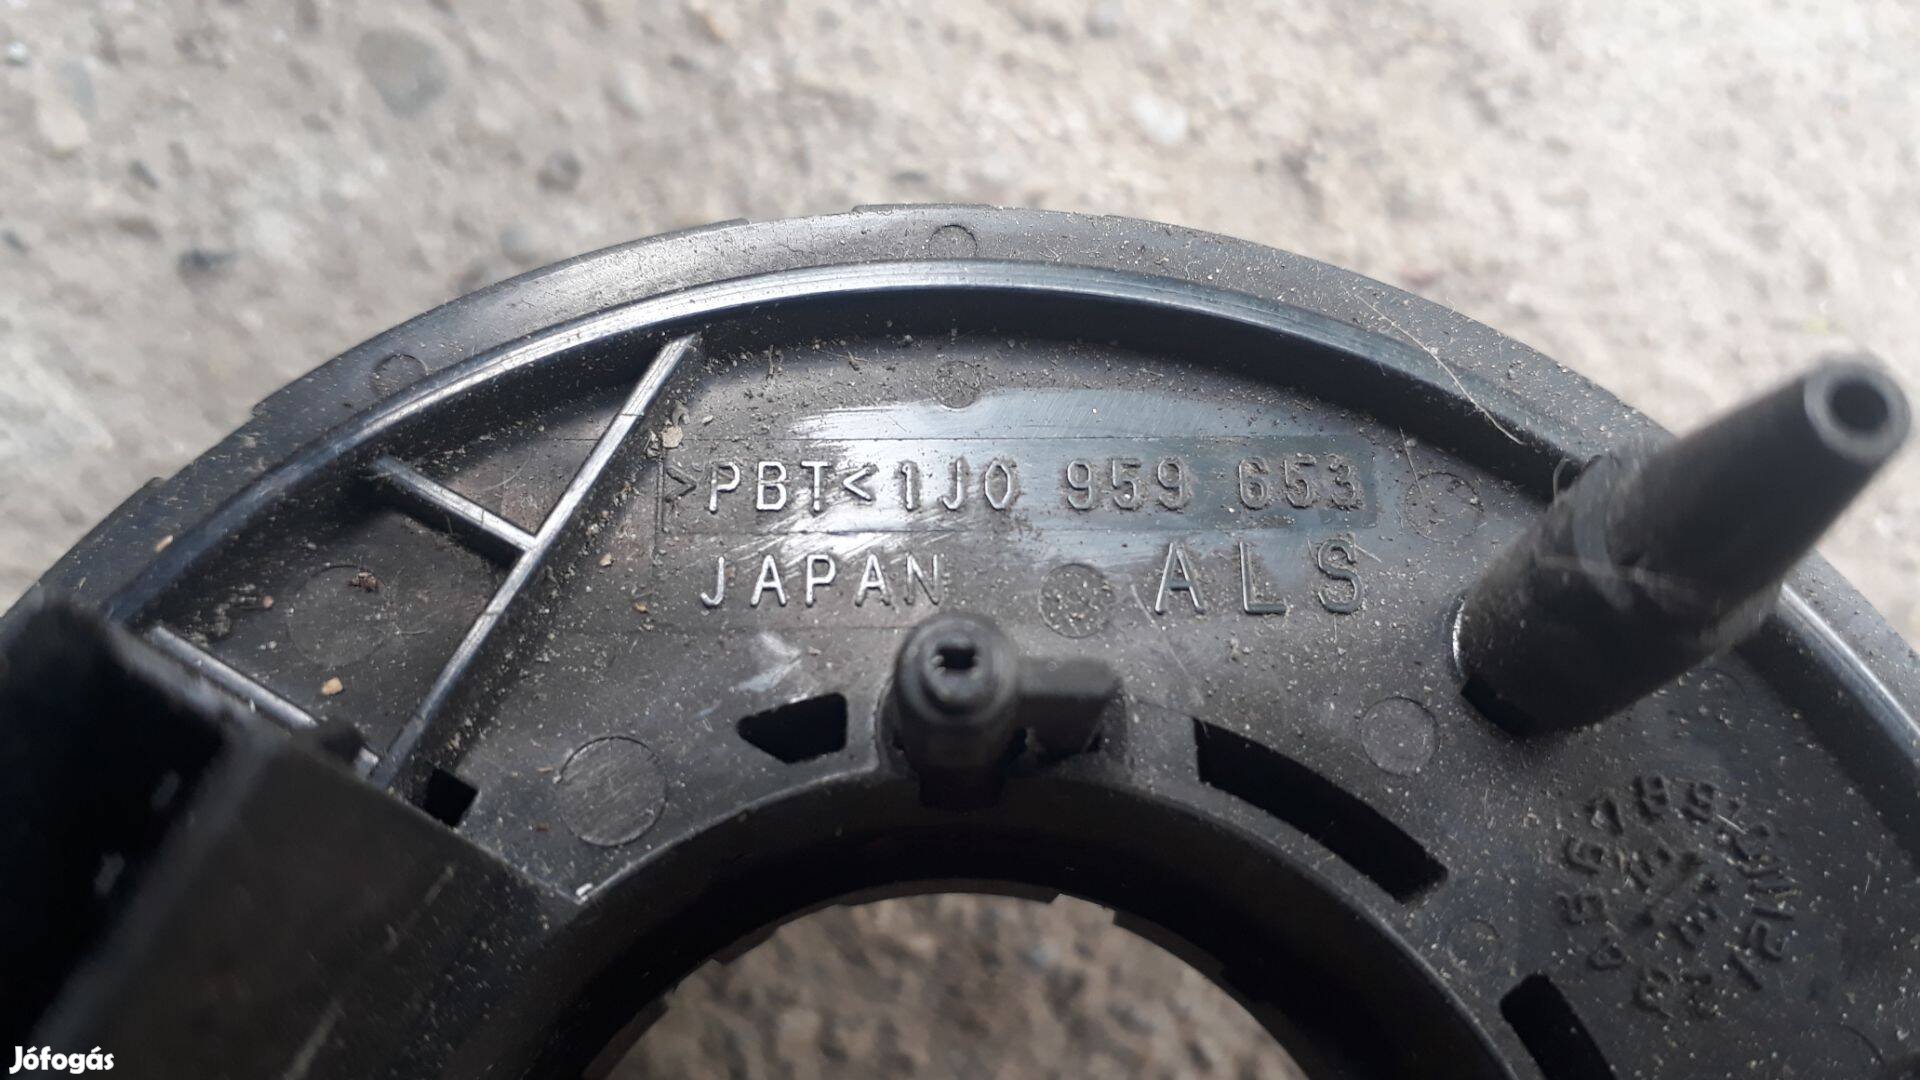 >PBT<1J0 959 653
JAPAN ALS
Jófogás